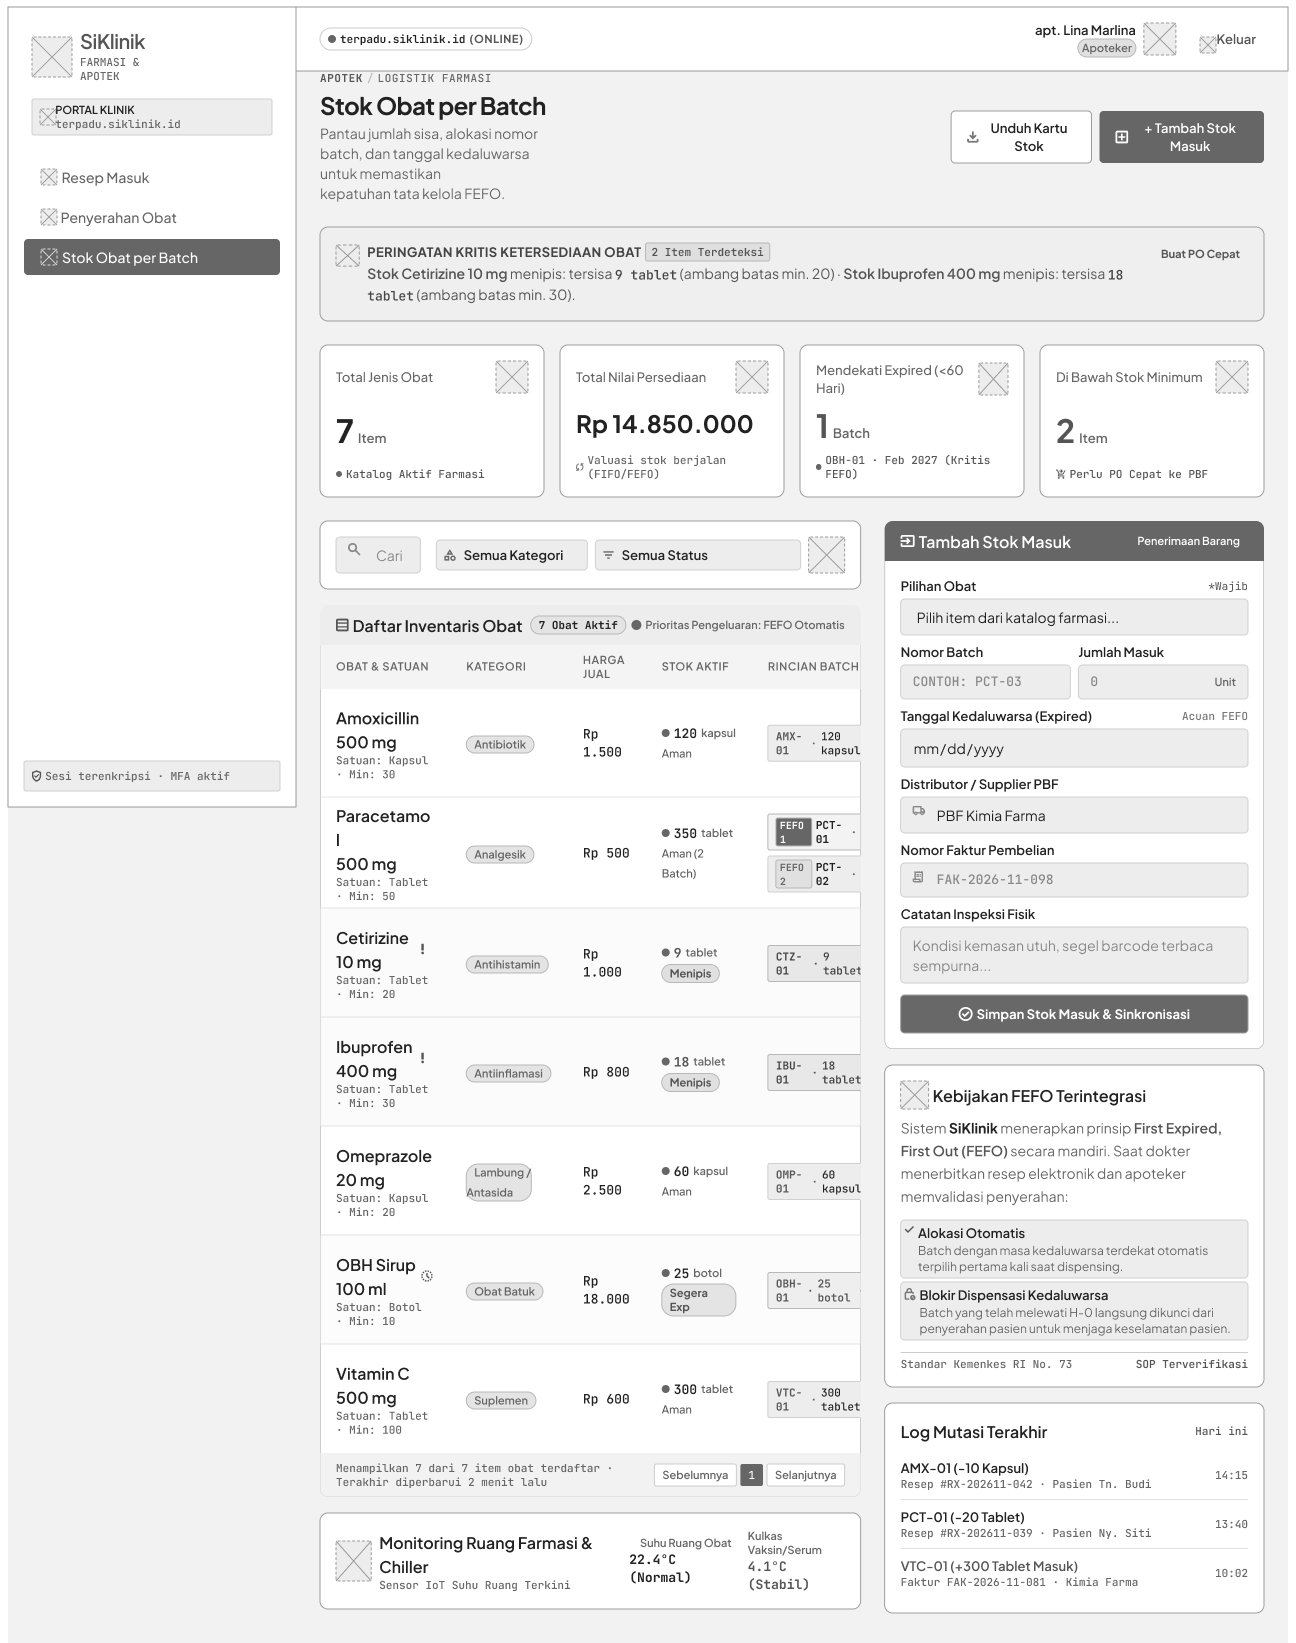 SiKlinik
FARMASI &
APOTEK
PORTAL KLINIK
terpadu.siklinik.id
Resep Masuk
Penyerahan Obat
Stok Obat per Batch
Sesi terenkripsi · MFA aktif
terpadu.siklinik.id (ONLINE)
apt. Lina Marlina
Apoteker
Keluar
APOTEK / LOGISTIK FARMASI
Stok Obat per Batch
Pantau jumlah sisa, alokasi nomor
batch, dan tanggal kedaluwarsa
untuk memastikan
kepatuhan tata kelola FEFO.
Unduh Kartu
Stok
+ Tambah Stok
Masuk
PERINGATAN KRITIS KETERSEDIAAN OBAT 2 Item Terdeteksi
Stok Cetirizine 10 mg menipis: tersisa 9 tablet (ambang batas min. 20) · Stok Ibuprofen 400 mg menipis: tersisa 18
tablet (ambang batas min. 30).
Buat PO Cepat
Total Jenis Obat
7 Item
Katalog Aktif Farmasi
Total Nilai Persediaan
Rp 14.850.000
Valuasi stok berjalan
(FIFO/FEFO)
Mendekati Expired (<60
Hari)
1 Batch
OBH-01 · Feb 2027 (Kritis
FEFO)
Di Bawah Stok Minimum
2 Item
Perlu PO Cepat ke PBF
Cari
Semua Kategori
Semua Status
Daftar Inventaris Obat 7 Obat Aktif Prioritas Pengeluaran: FEFO Otomatis
OBAT & SATUAN KATEGORI HARGA JUAL STOK AKTIF RINCIAN BATCH
Amoxicillin
500 mg
Satuan: Kapsul
· Min: 30
Antibiotik
Rp
1.500
120 kapsul
Aman
AMX-
01
·
120
kapsul
Paracetamo
l
500 mg
Satuan: Tablet
· Min: 50
Analgesik
Rp 500
350 tablet
Aman (2
Batch)
FEFO
1
PCT-
01
·
FEFO
2
PCT-
02
·
Cetirizine
10 mg
!
Satuan: Tablet
· Min: 20
Antihistamin
Rp
1.000
9 tablet
Menipis
CTZ-
01
·
9
tablet
Ibuprofen
400 mg
!
Satuan: Tablet
· Min: 30
Antiinflamasi
Rp 800
18 tablet
Menipis
IBU-
01
·
18
tablet
Omeprazole
20 mg
Satuan: Kapsul
· Min: 20
Lambung /
Antasida
Rp
2.500
60 kapsul
Aman
OMP-
01
·
60
kapsul
OBH Sirup
100 ml
Satuan: Botol
· Min: 10
Obat Batuk
Rp
18.000
25 botol
Segera
Exp
OBH-
01
·
25
botol
Vitamin C
500 mg
Satuan: Tablet
· Min: 100
Suplemen
Rp 600
300 tablet
Aman
VTC-
01
·
300
tablet
Menampilkan 7 dari 7 item obat terdaftar ·
Terakhir diperbarui 2 menit lalu
Sebelumnya 1 Selanjutnya
Monitoring Ruang Farmasi &
Chiller
Sensor IoT Suhu Ruang Terkini
Suhu Ruang Obat
22.4°C
(Normal)
Kulkas
Vaksin/Serum
4.1°C
(Stabil)
Tambah Stok Masuk
Penerimaan Barang
Pilihan Obat *Wajib
Pilih item dari katalog farmasi...
Nomor Batch Jumlah Masuk
CONTOH: PCT-03 0 Unit
Tanggal Kedaluwarsa (Expired) Acuan FEFO
mm/dd/yyyy
Distributor / Supplier PBF
PBF Kimia Farma
Nomor Faktur Pembelian
FAK-2026-11-098
Catatan Inspeksi Fisik
Kondisi kemasan utuh, segel barcode terbaca
sempurna...
Simpan Stok Masuk & Sinkronisasi
Kebijakan FEFO Terintegrasi
Sistem SiKlinik menerapkan prinsip First Expired,
First Out (FEFO) secara mandiri. Saat dokter
menerbitkan resep elektronik dan apoteker
memvalidasi penyerahan:
Alokasi Otomatis
Batch dengan masa kedaluwarsa terdekat otomatis
terpilih pertama kali saat dispensing.
Blokir Dispensasi Kedaluwarsa
Batch yang telah melewati H-0 langsung dikunci dari
penyerahan pasien untuk menjaga keselamatan pasien.
Standar Kemenkes RI No. 73 SOP Terverifikasi
Log Mutasi Terakhir Hari ini
AMX-01 (-10 Kapsul)
Resep #RX-202611-042 · Pasien Tn. Budi
14:15
PCT-01 (-20 Tablet)
Resep #RX-202611-039 · Pasien Ny. Siti
13:40
VTC-01 (+300 Tablet Masuk)
Faktur FAK-2026-11-081 · Kimia Farma
10:02